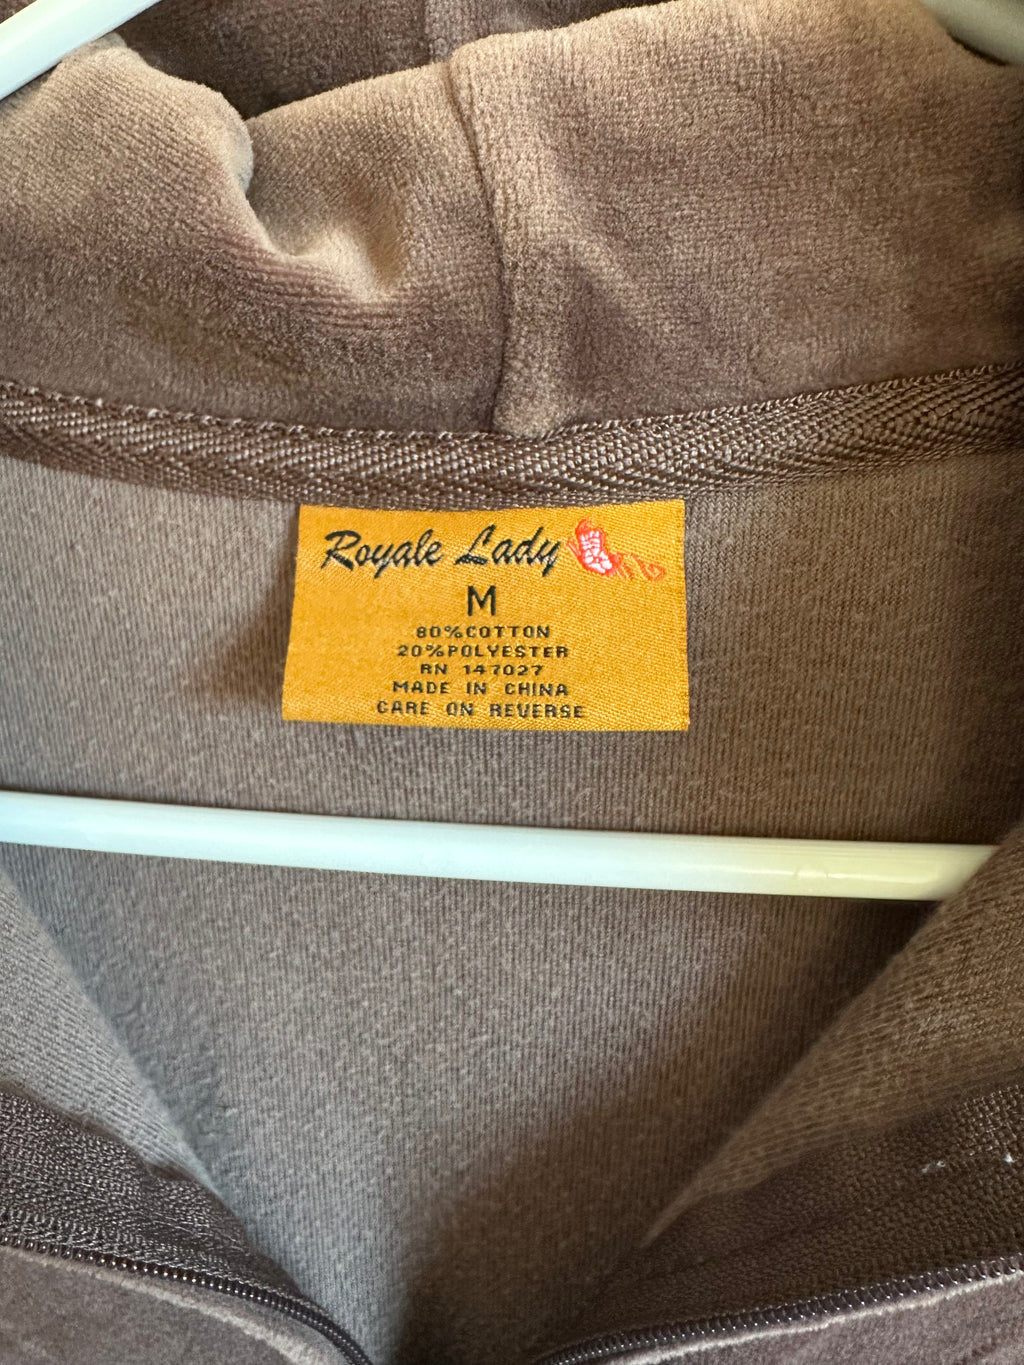 Royale Lady
M
80%COTTON
20%POLYESTER
RN 147027
MADE IN CHINA
CARE ON REVERSE